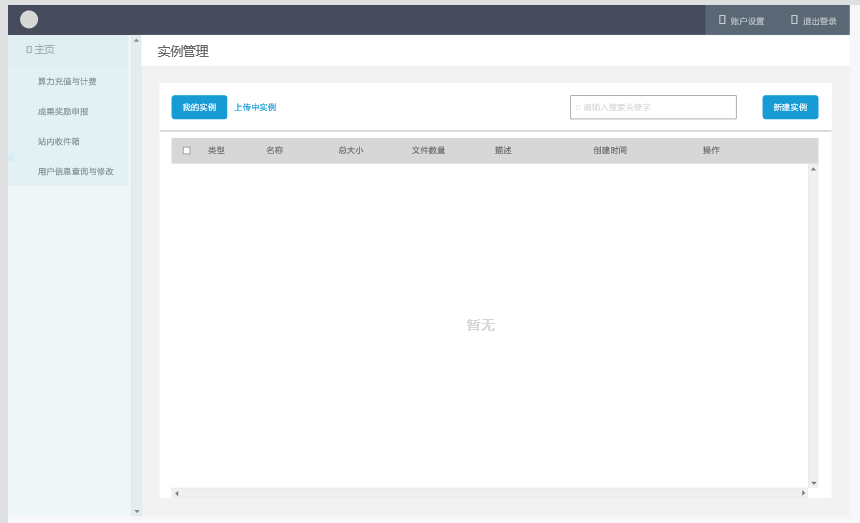 账户设置 退出登录
主页
实例管理
算力充值与计费
成果奖励申报
站内收件箱
用户信息查询与修改
我的实例 上传中实例 请输入搜索关键字 新建实例
类型 名称 总大小 文件数量 描述 创建时间 操作
暂无